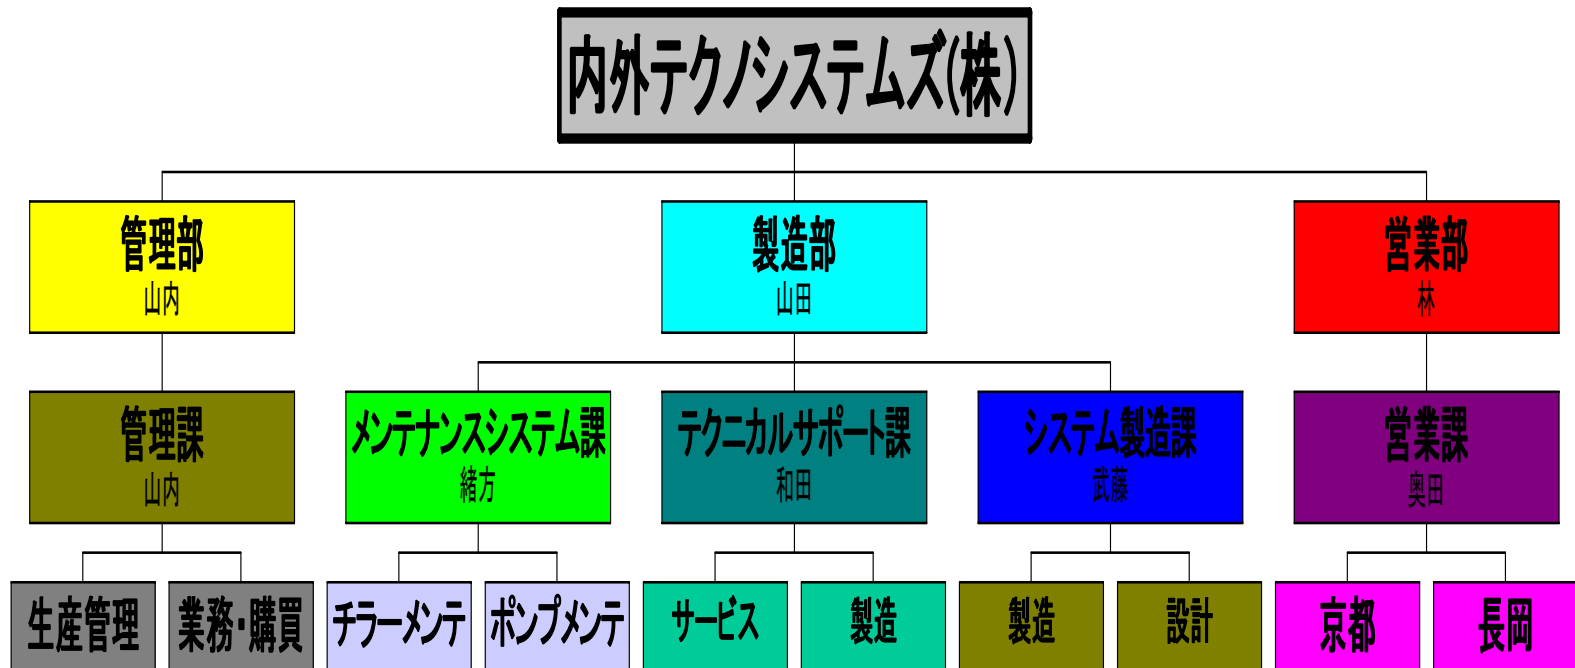 内外テクノシステムズ(株)
管理部
山内
製造部
山田
営業部
林
管理課
山内
メンテナンスシステム課
緒方
テクニカルサポート課
和田
システム製造課
武藤
営業課
奥田
生産管理
業務・購買
チラーメンテ
ポンプメンテ
サービス
製造
製造
設計
京都
長岡